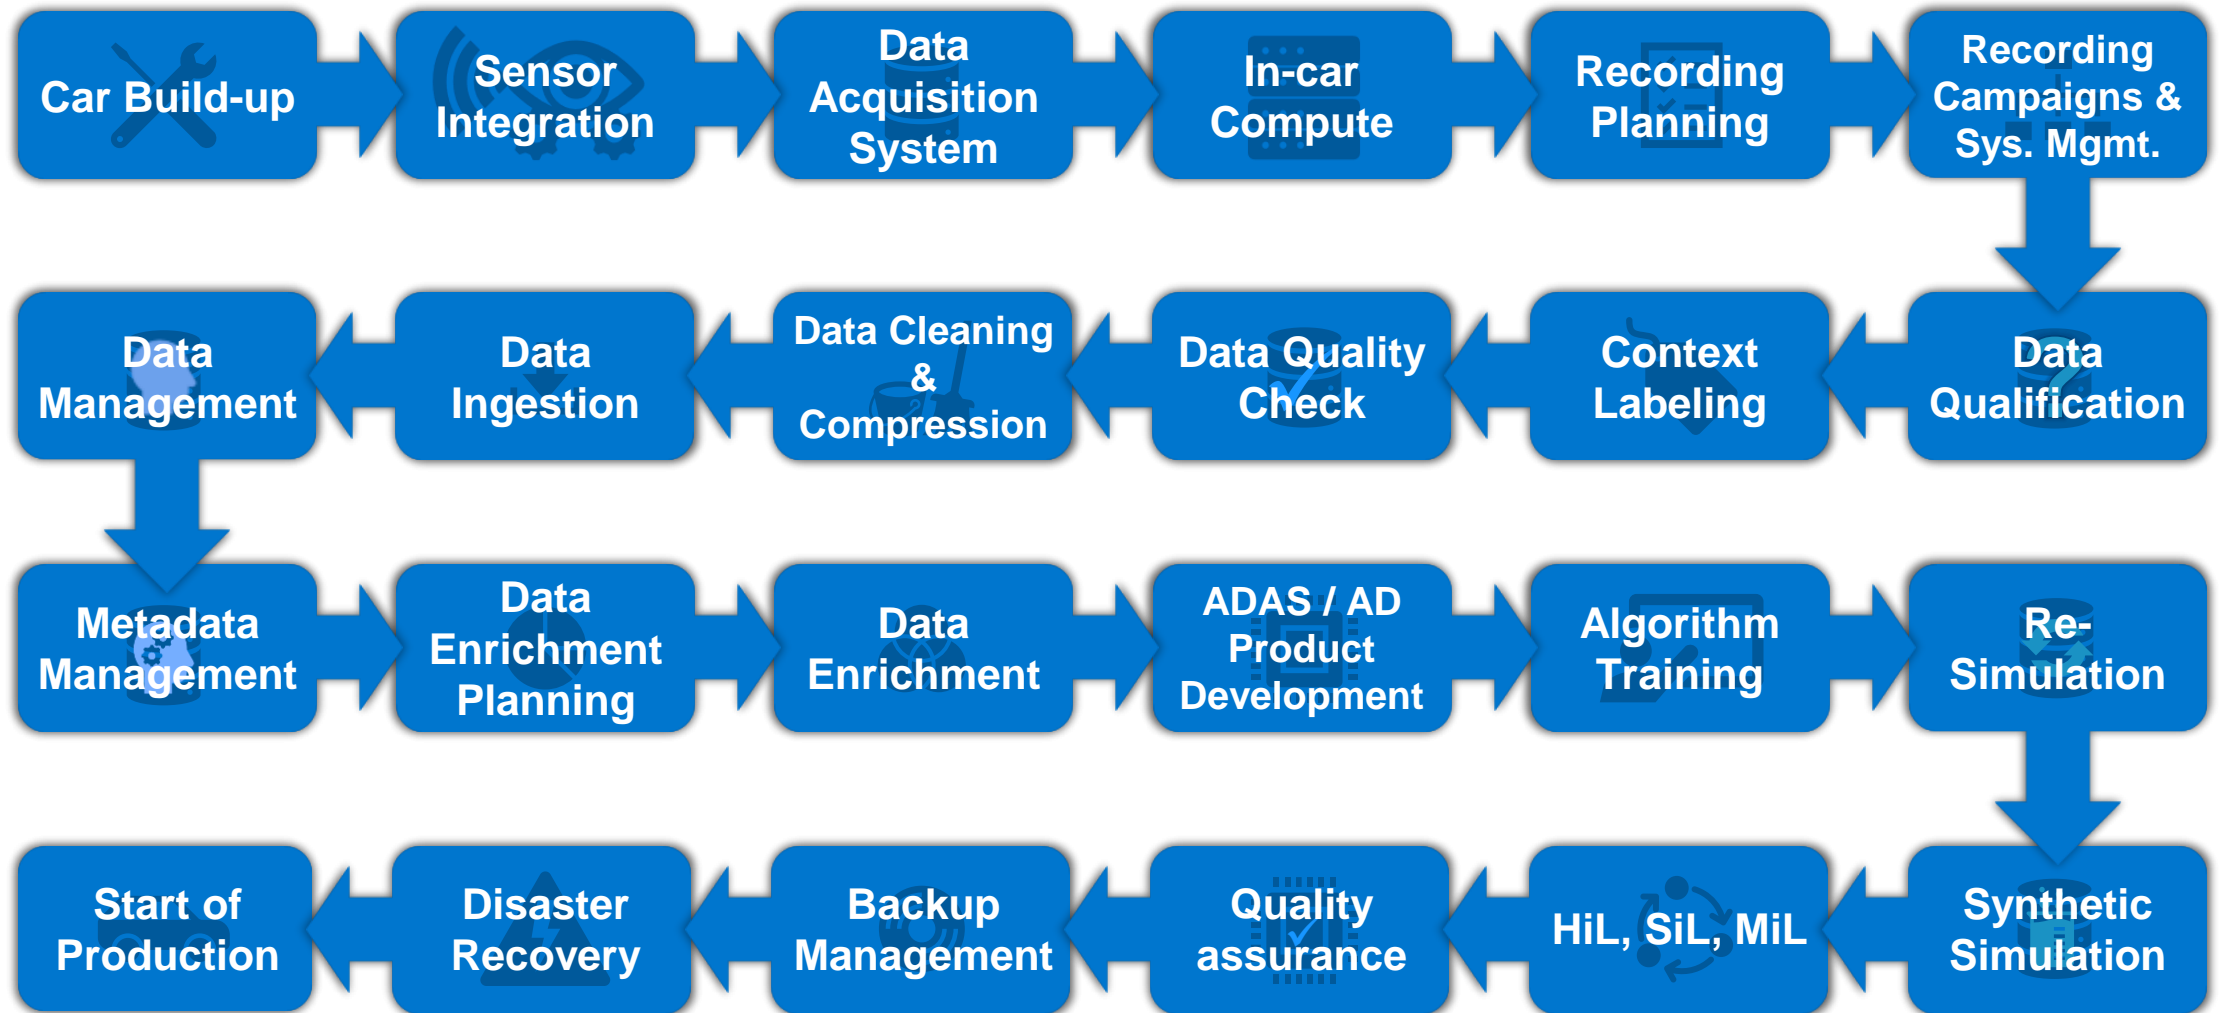 Car Build-up
Sensor
Integration
Data
Acquisition
System
In-car
Compute
Recording
Planning
Recording
Campaigns &
Sys. Mgmt.
Data
Management
Data
Ingestion
Data Cleaning
&
Compression
Data Quality
Check
Context
Labeling
Data
Qualification
Metadata
Management
Data
Enrichment
Planning
Data
Enrichment
ADAS / AD
Product
Development
Algorithm
Training
Re-
Simulation
Start of
Production
Disaster
Recovery
Backup
Management
Quality
assurance
HiL, SiL, MiL
Synthetic
Simulation